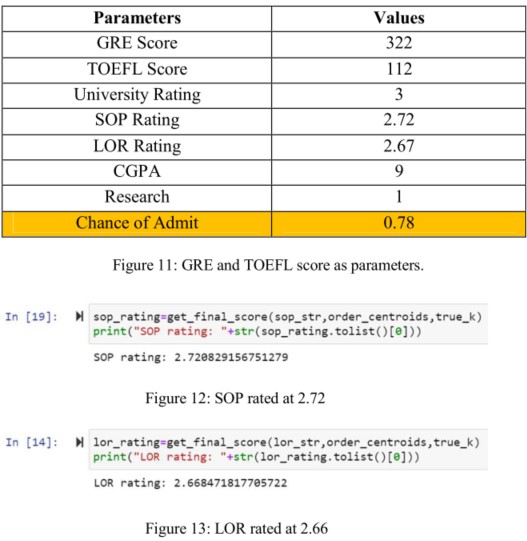 Parameters Values
GRE Score 322
TOEFL Score 112
University Rating 3
SOP Rating 2.72
LOR Rating 2.67
CGPA 9
Research 1
Chance of Admit 0.78
Figure 11: GRE and TOEFL score as parameters.
In [19]: sop_rating=get_final_score(sop_str,order_centroids,true_k)
print("SOP rating: "+str(sop_rating.tolist()[0]))
SOP rating: 2.720829156751279
Figure 12: SOP rated at 2.72
In [14]: lor_rating=get_final_score(lor_str,order_centroids,true_k)
print("LOR rating: "+str(lor_rating.tolist()[0]))
LOR rating: 2.668471817705722
Figure 13: LOR rated at 2.66